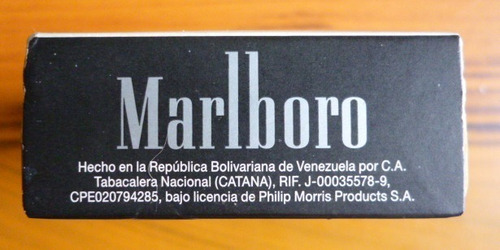 Marlboro
Hecho en la República Bolivariana de Venezuela por C.A.
Tabacalera Nacional (CATANA), RIF. J-00035578-9,
CPE020794285, bajo licencia de Philip Morris Products S.A.